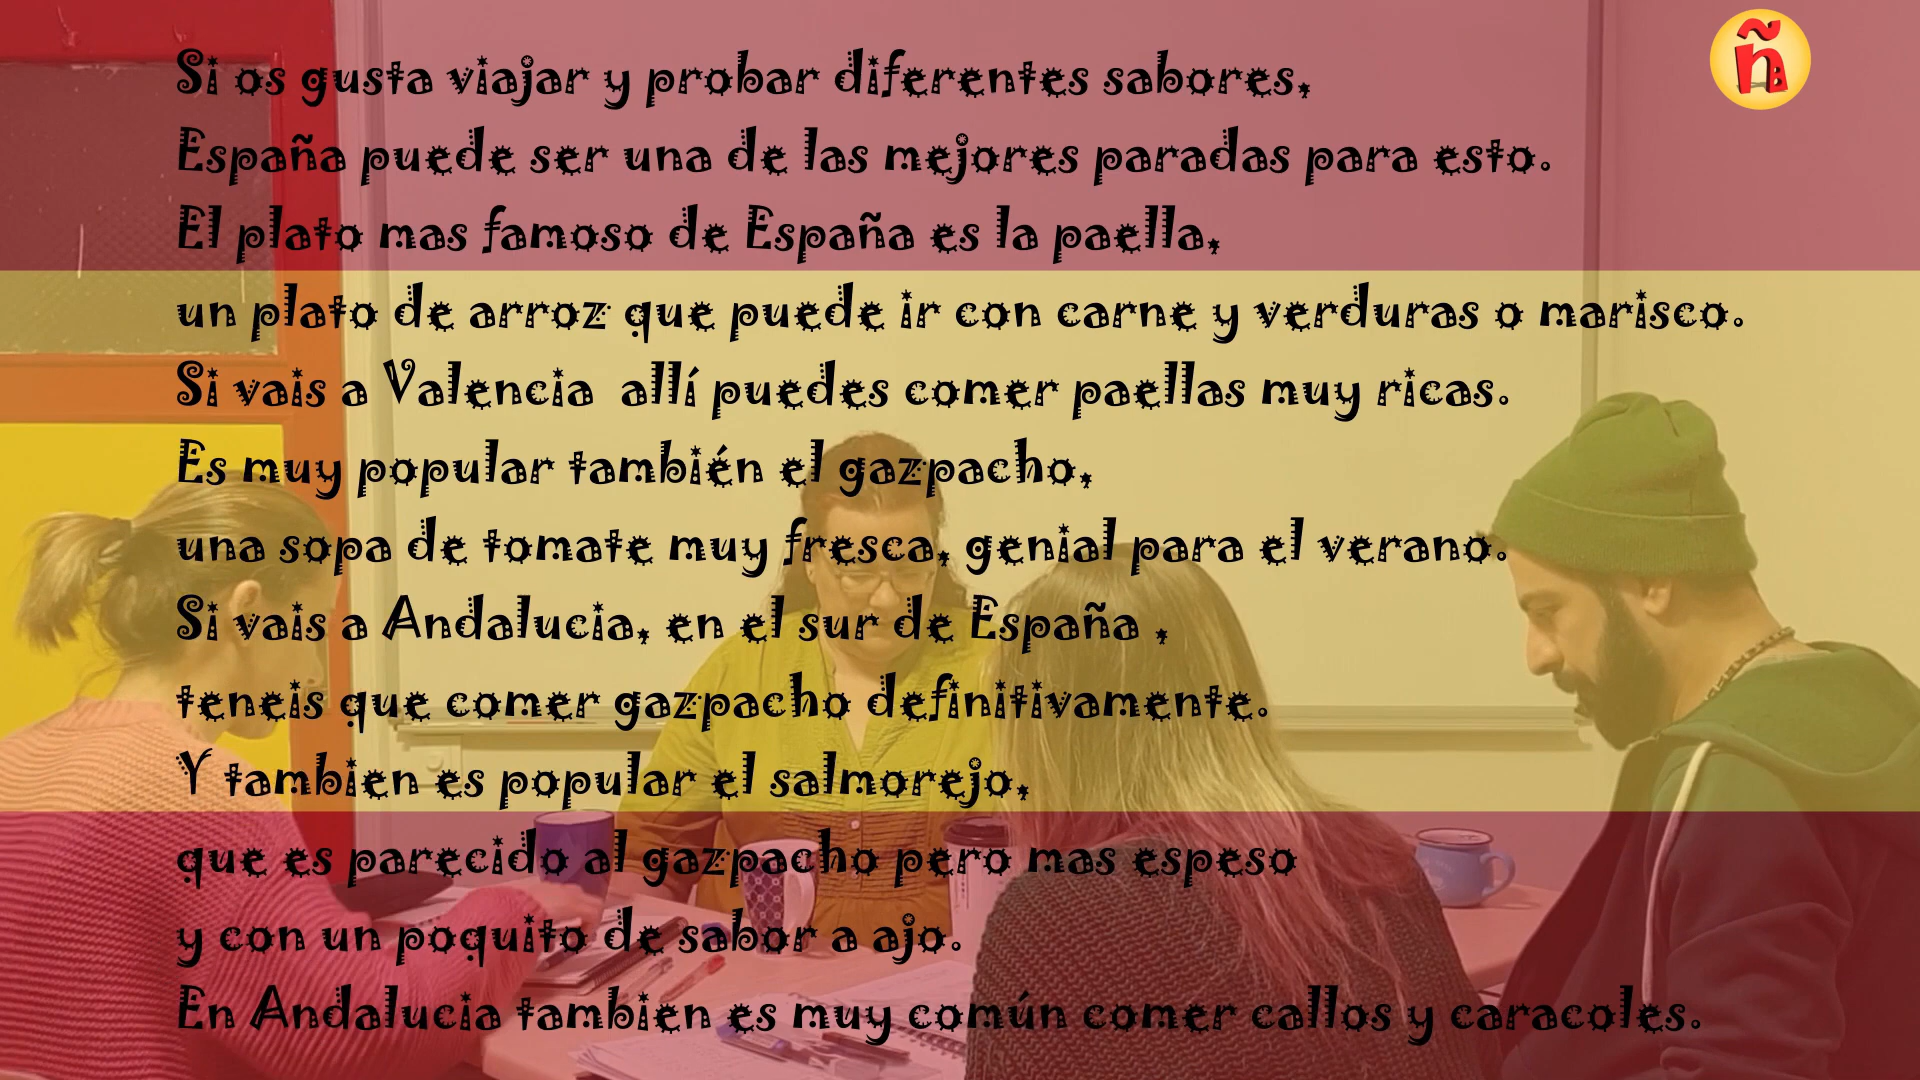 Si os gusta viajar y probar diferentes sabores,
España puede ser una de las mejores paradas para esto.
El plato mas famoso de España es la paella,
un plato de arroz que puede ir con carne y verduras o marisco.
Si vais a Valencia  allí puedes comer paellas muy ricas.
Es muy popular también el gazpacho,
una sopa de tomate muy fresca, genial para el verano.
Si vais a Andalucia, en el sur de España ,
teneis que comer gazpacho definitivamente.
Y tambien es popular el salmorejo,
que es parecido al gazpacho pero mas espeso
y con un poquito de sabor a ajo.
En Andalucia tambien es muy común comer callos y caracoles.
ñ